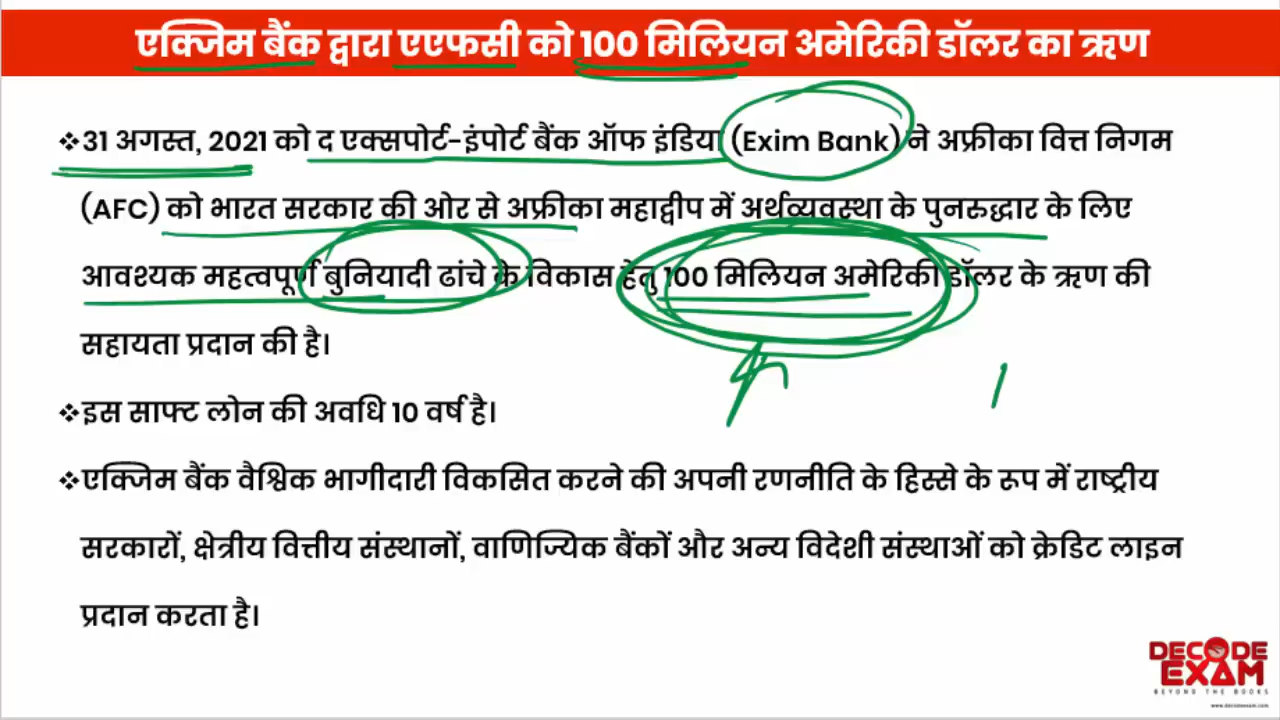 एक्जिम बैंक द्वारा एएफसी को 100 मिलियन अमेरिकी डॉलर का ऋण
❖31 अगस्त, 2021 को द एक्सपोर्ट-इंपोर्ट बैंक ऑफ इंडिया (Exim Bank) ने अफ्रीका वित्त निगम
(AFC) को भारत सरकार की ओर से अफ्रीका महाद्वीप में अर्थव्यवस्था के पुनरुद्धार के लिए
आवश्यक महत्वपूर्ण बुनियादी ढांचे के विकास हेतु 100 मिलियन अमेरिकी डॉलर के ऋण की
सहायता प्रदान की है।
❖इस साफ्ट लोन की अवधि 10 वर्ष है।
❖एक्जिम बैंक वैश्विक भागीदारी विकसित करने की अपनी रणनीति के हिस्से के रूप में राष्ट्रीय
सरकारों, क्षेत्रीय वित्तीय संस्थानों, वाणिज्यिक बैंकों और अन्य विदेशी संस्थाओं को क्रेडिट लाइन
प्रदान करता है।
DECODE
EXAM
BEYOND THE BOOKS
www.decodeexam.com